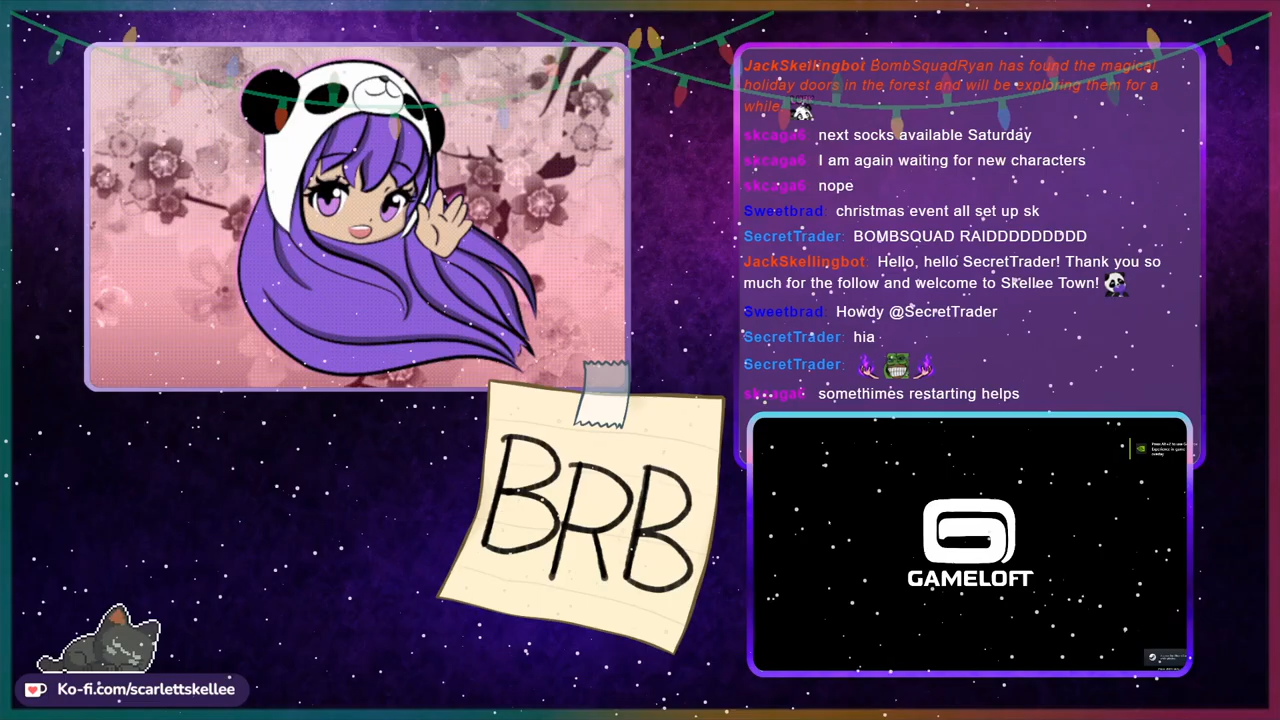 JackSkellingbot BombSquadRyan has found the magical
holiday doors in the forest and will be exploring them for a
while
skcaga6: next socks available Saturday
skcaga6: I am again waiting for new characters
skcaga6: nope
Sweetbrad: christmas event all set up sk
SecretTrader: BOMBSQUAD RAIDDDDDDDDD
JackSkellingbot: Hello, hello SecretTrader! Thank you so
much for the follow and welcome to Skellee Town!
Sweetbrad: Howdy @SecretTrader
SecretTrader: hia
SecretTrader:
skcaga6: somethimes restarting helps
BRB
GAMELOFT
Ko-fi.com/scarlettskellee